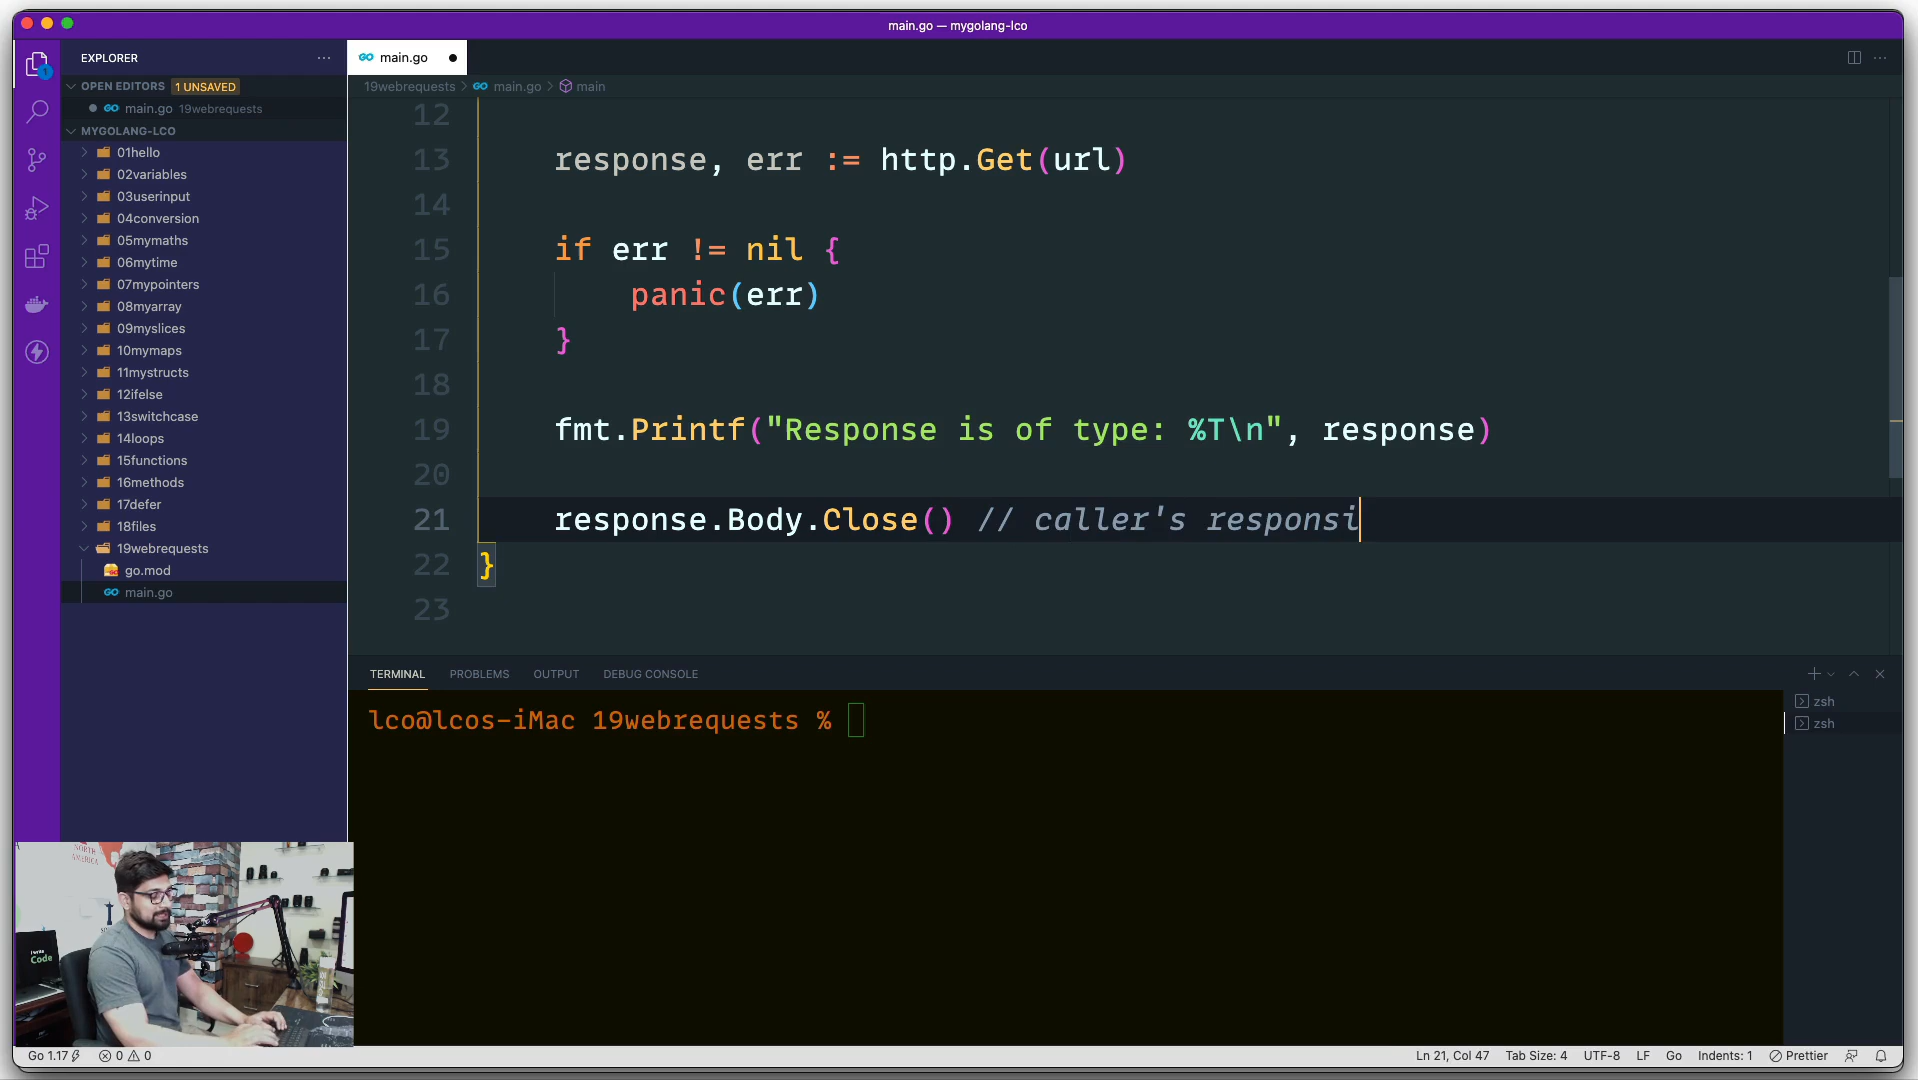 main.go — mygolang-lco
EXPLORER
main.go
OPEN EDITORS 1 UNSAVED
main.go 19webrequests
MYGOLANG-LCO
01hello
02variables
03userinput
04conversion
05mymaths
06mytime
07mypointers
08myarray
09myslices
10mymaps
11mystructs
12ifelse
13switchcase
14loops
15functions
16methods
17defer
18files
19webrequests
go.mod
main.go
1
19webrequests > main.go > main
12
13 response, err := http.Get(url)
14
15 if err != nil {
16 panic(err)
17 }
18
19 fmt.Printf("Response is of type: %T\n", response)
20
21 response.Body.Close() // caller's responsi
22 }
23
TERMINAL PROBLEMS OUTPUT DEBUG CONSOLE
lco@lcos-iMac 19webrequests %
zsh
zsh
NORTH
AMERICA
I write
Code
Go 1.17 0 0
Ln 21, Col 47 Tab Size: 4 UTF-8 LF Go Indents: 1 Prettier